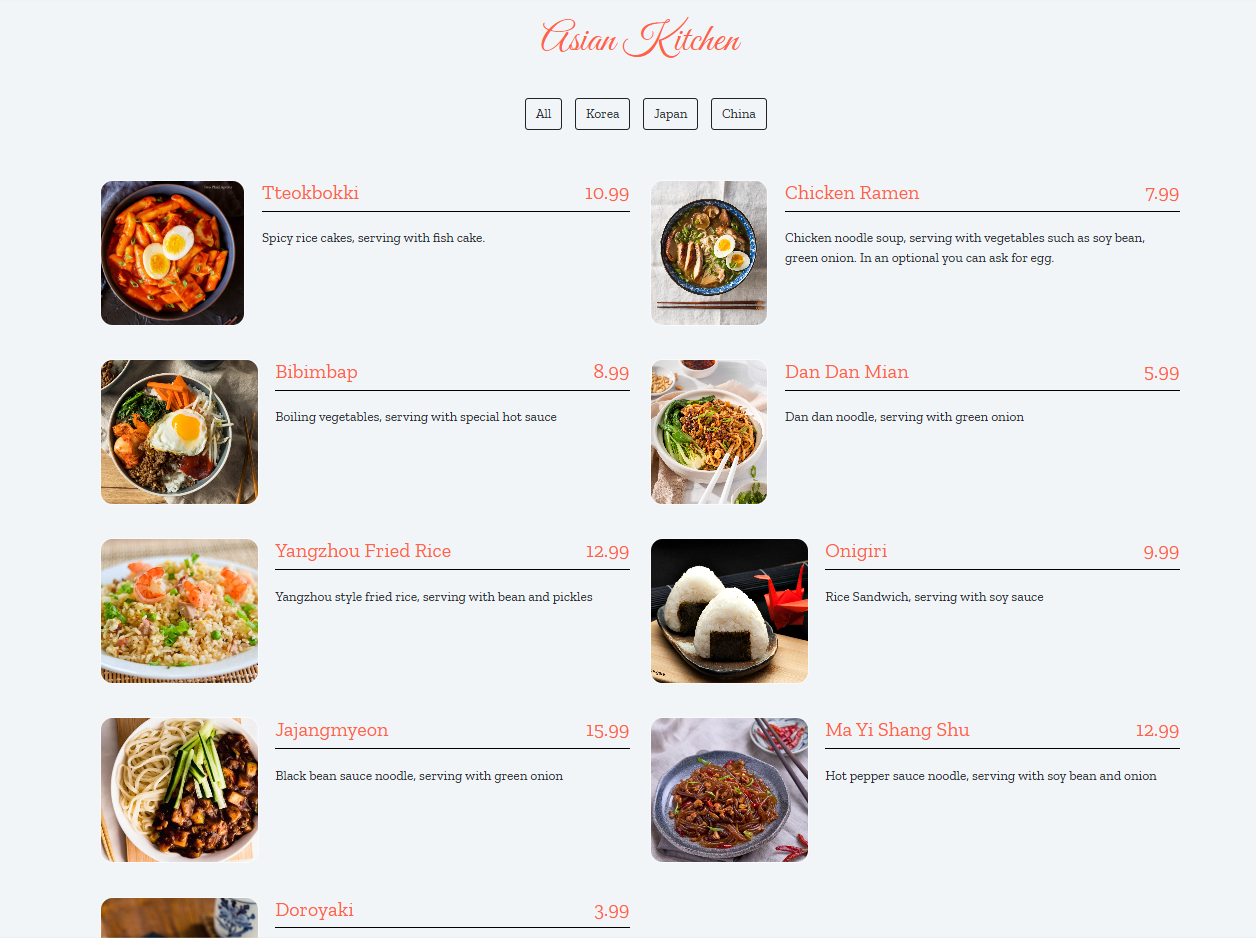 Asian Kitchen
All
Korea
Japan
China
Tteokbokki 10.99
Spicy rice cakes, serving with fish cake.
Chicken Ramen 7.99
Chicken noodle soup, serving with vegetables such as soy bean,
green onion. In an optional you can ask for egg.
Bibimbap 8.99
Boiling vegetables, serving with special hot sauce
Dan Dan Mian 5.99
Dan dan noodle, serving with green onion
Yangzhou Fried Rice 12.99
Yangzhou style fried rice, serving with bean and pickles
Onigiri 9.99
Rice Sandwich, serving with soy sauce
Jajangmyeon 15.99
Black bean sauce noodle, serving with green onion
Ma Yi Shang Shu 12.99
Hot pepper sauce noodle, serving with soy bean and onion
Doroyaki 3.99